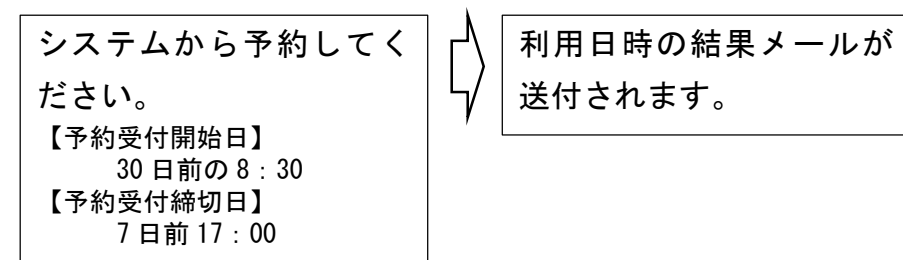 システムから予約してく
ださい。
【予約受付開始日】
30 日前の 8：30
【予約受付締切日】
7 日前 17：00
利用日時の結果メールが
送付されます。